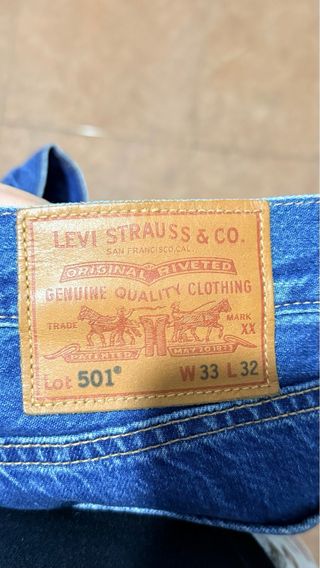 LEVI STRAUSS & CO.
SAN FRANCISCO, CAL.
ORIGINAL RIVETED
GENUINE QUALITY CLOTHING
TRADE MARK
XX
PATENTED MAY 20 1873
Lot 501® W 33 L 32